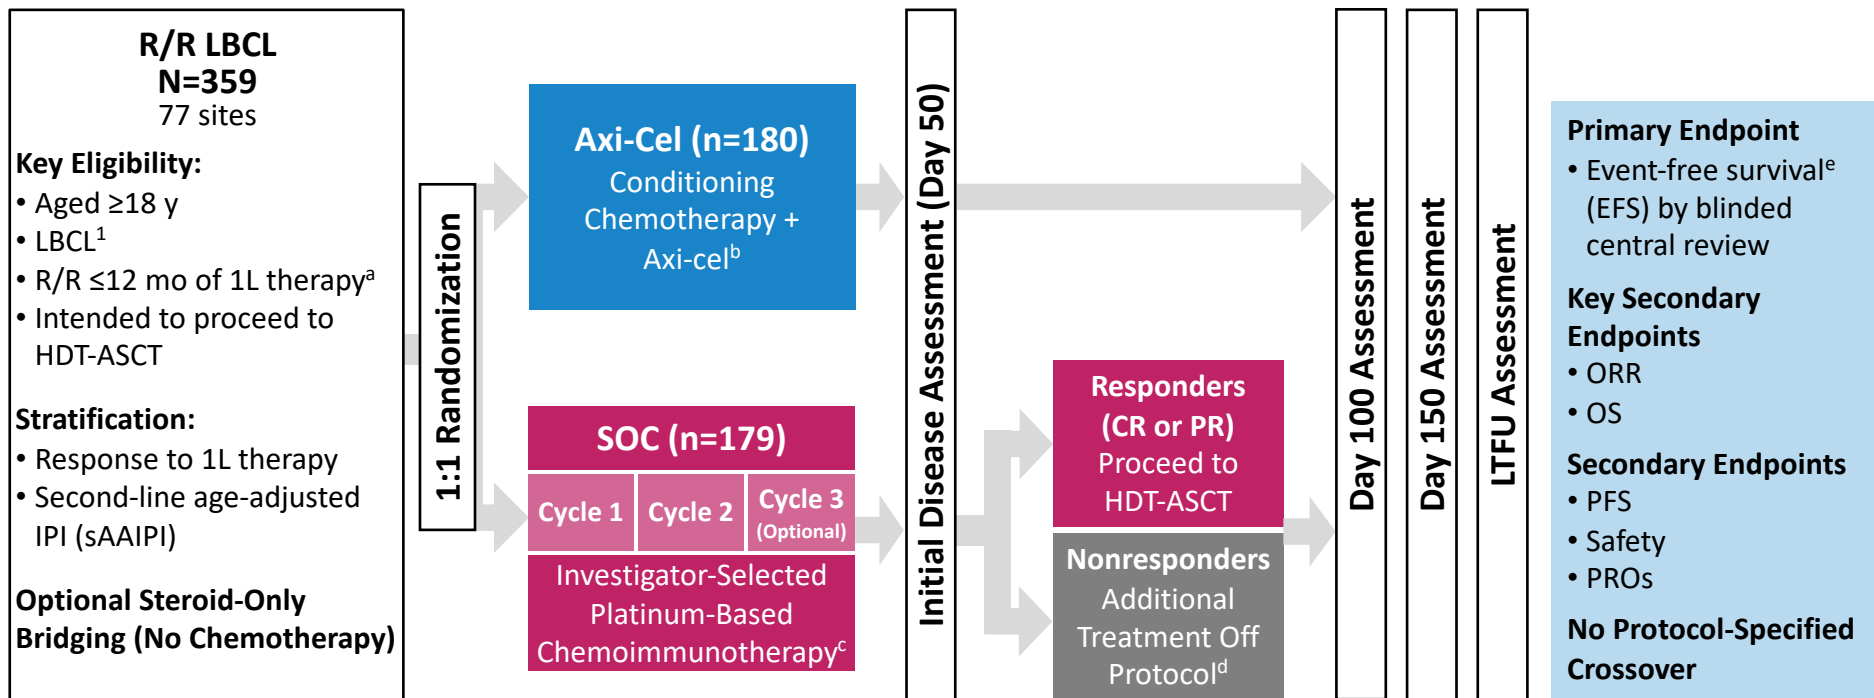 R/R LBCL
N=359
77 sites
Key Eligibility:
• Aged ≥18 y
• LBCL¹
• R/R ≤12 mo of 1L therapyᵃ
• Intended to proceed to
HDT-ASCT
Stratification:
• Response to 1L therapy
• Second-line age-adjusted
IPI (sAAIPI)
Optional Steroid-Only
Bridging (No Chemotherapy)
1:1 Randomization
Axi-Cel (n=180)
Conditioning
Chemotherapy +
Axi-celᵇ
SOC (n=179)
Cycle 1
Cycle 2
Cycle 3
(Optional)
Investigator-Selected
Platinum-Based
Chemoimmunotherapyᶜ
Initial Disease Assessment (Day 50)
Responders
(CR or PR)
Proceed to
HDT-ASCT
Nonresponders
Additional
Treatment Off
Protocolᵈ
Day 100 Assessment
Day 150 Assessment
LTFU Assessment
Primary Endpoint
• Event-free survivalᵉ
(EFS) by blinded
central review
Key Secondary
Endpoints
• ORR
• OS
Secondary Endpoints
• PFS
• Safety
• PROs
No Protocol-Specified
Crossover